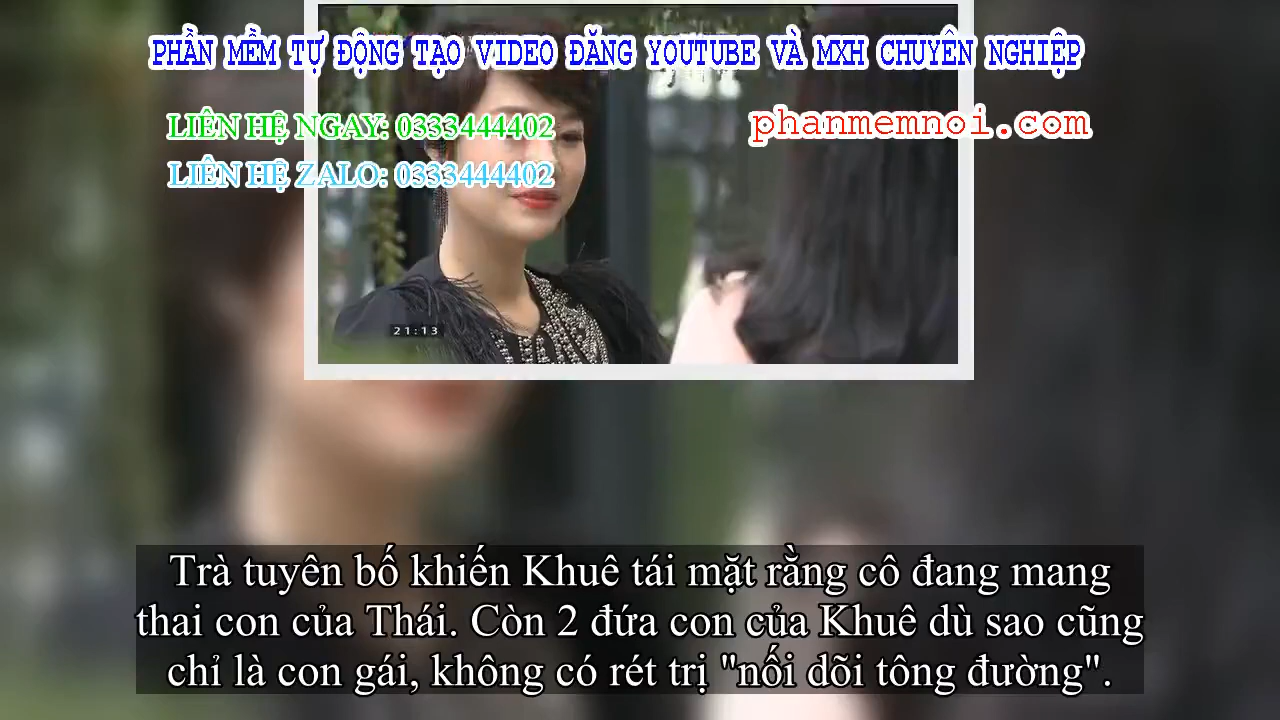 PHẦN MỀM TỰ ĐỘNG TẠO VIDEO ĐĂNG YOUTUBE VÀ MXH CHUYÊN NGHIỆP
LIÊN HỆ NGAY: 0333444402
phanmemnoi.com
LIÊN HỆ ZALO: 0333444402
21:13
Trà tuyên bố khiến Khuê tái mặt rằng cô đang mang
thai con của Thái. Còn 2 đứa con của Khuê dù sao cũng
chỉ là con gái, không có rét trị "nối dõi tông đường".